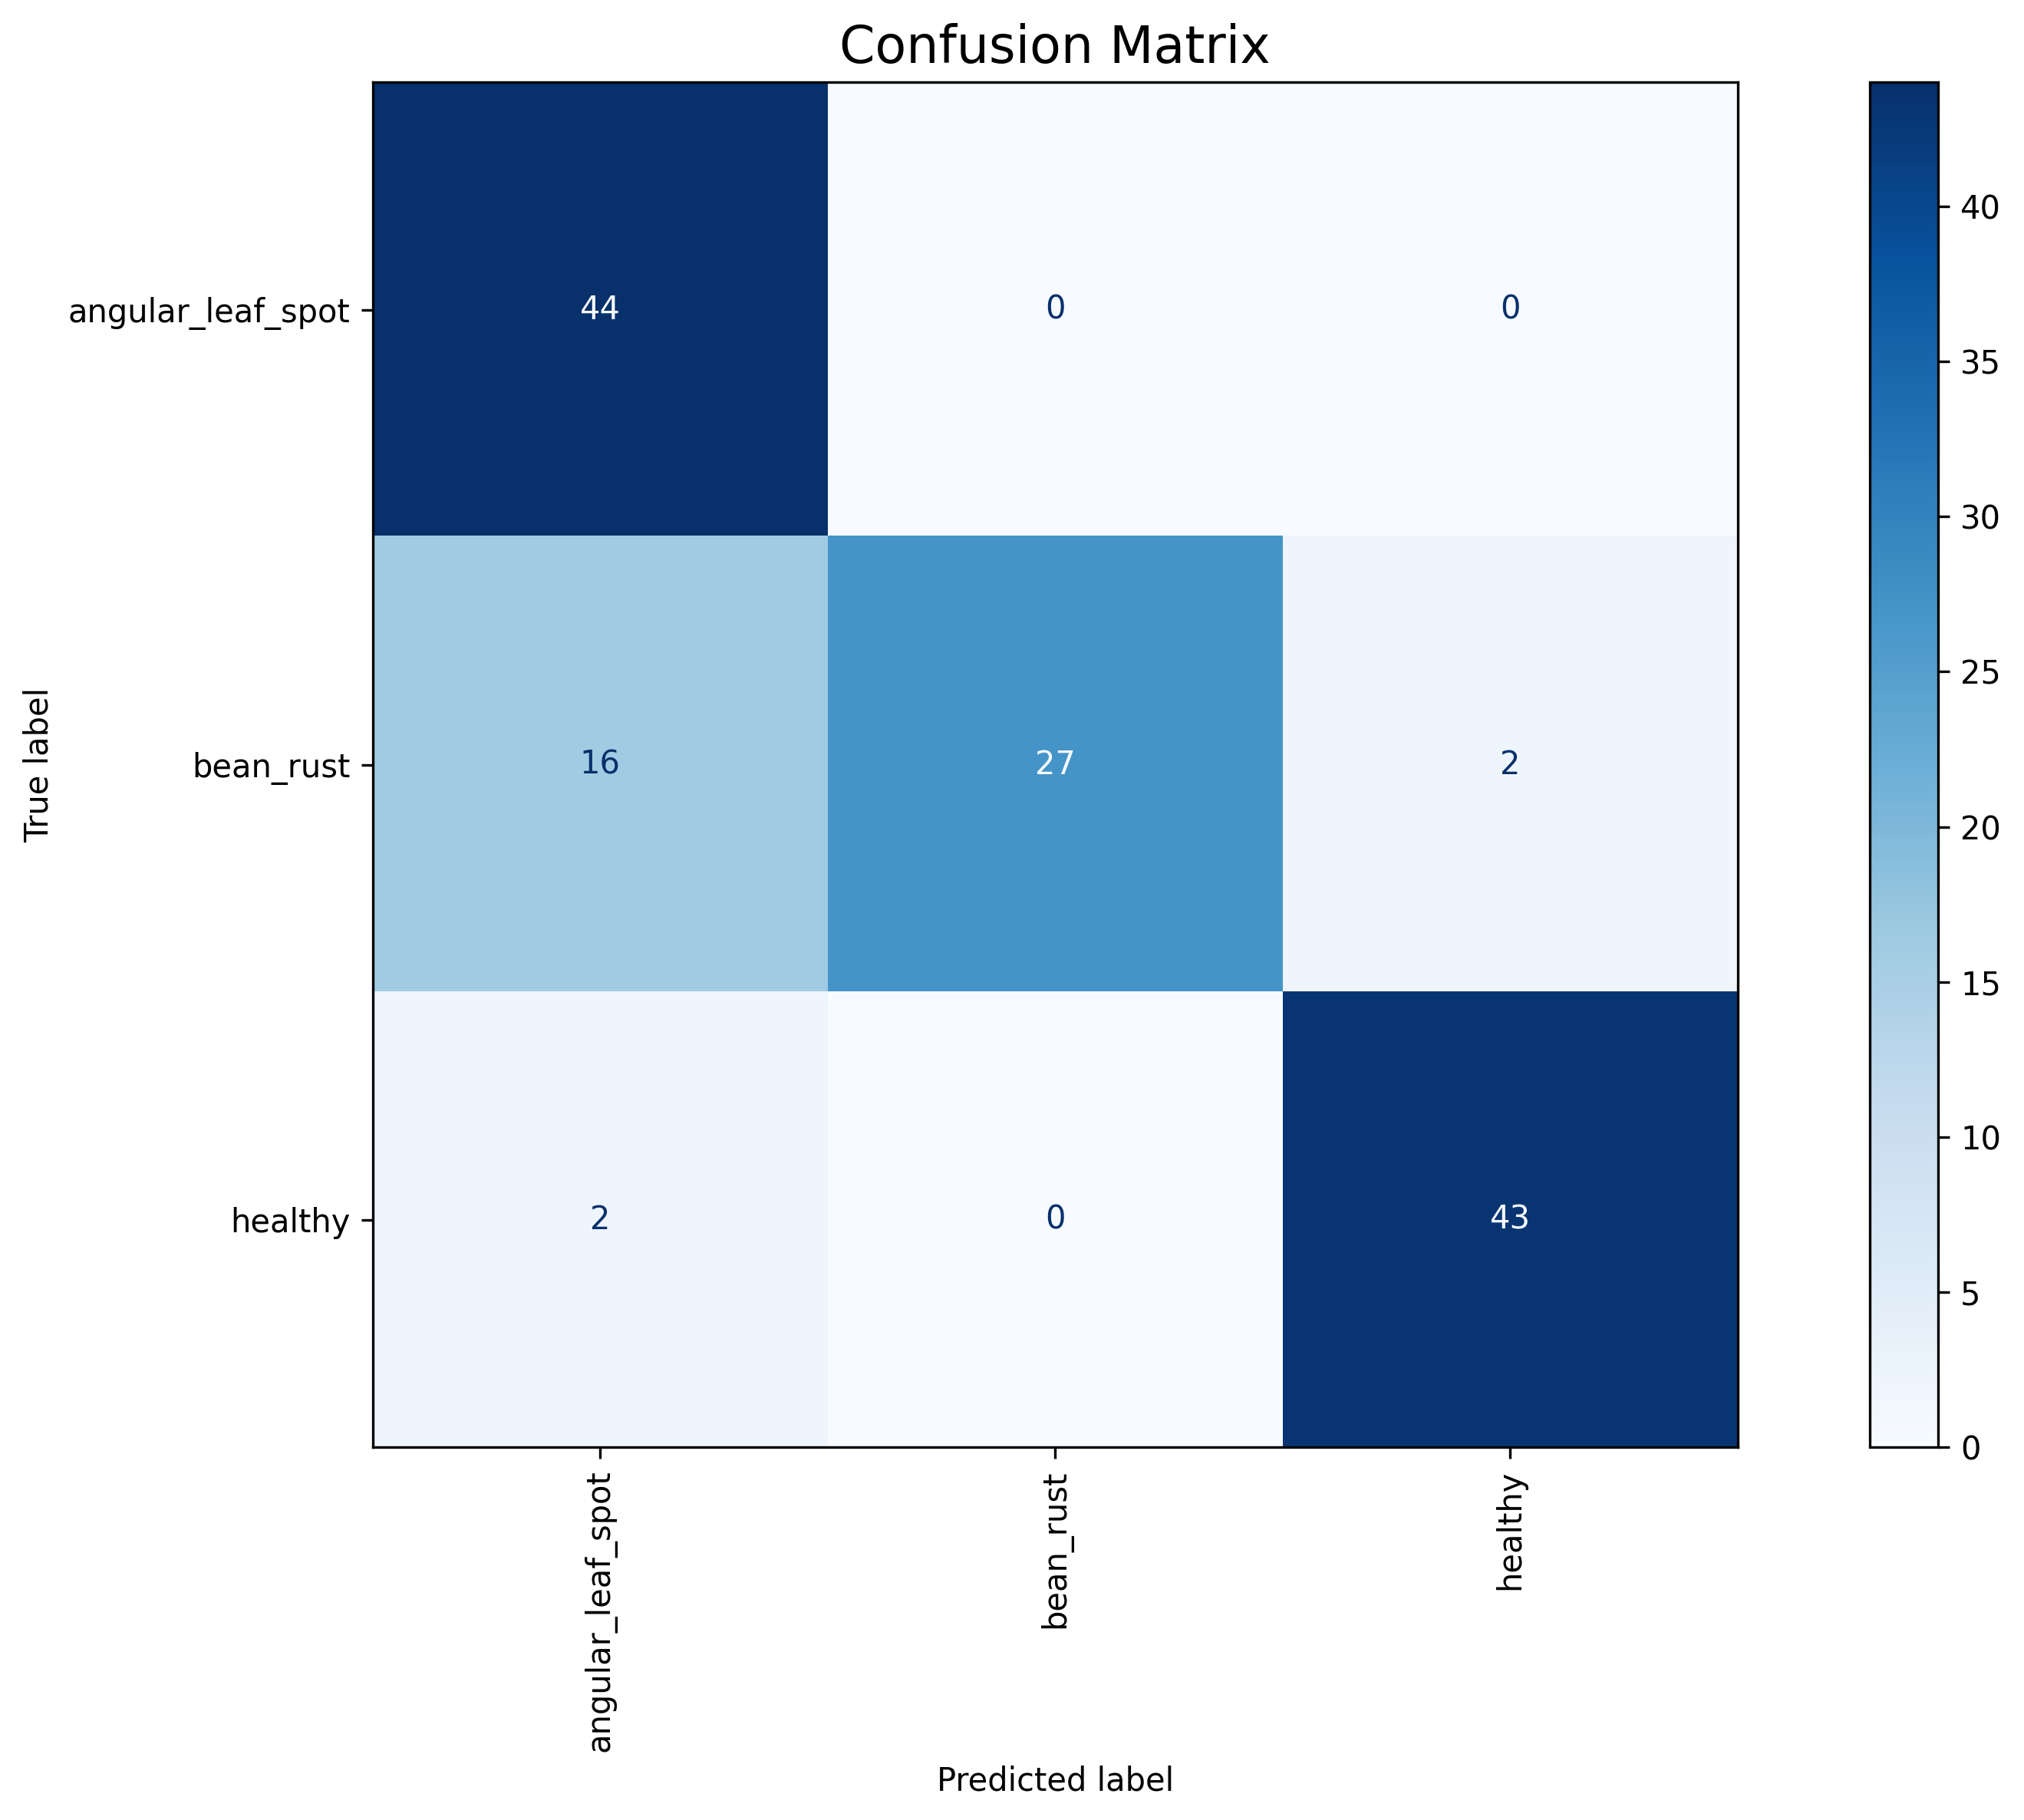 Confusion Matrix
True label
angular_leaf_spot
44 0 0
bean_rust
16 27 2
healthy
2 0 43
angular_leaf_spot
bean_rust
healthy
Predicted label
40
35
30
25
20
15
10
5
0